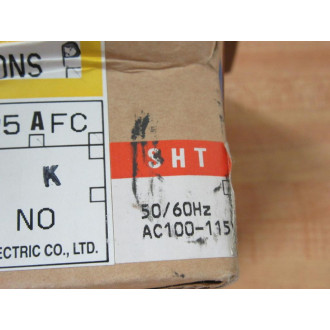 ONS
5 A FC
K
NO
ECTRIC CO., LTD.
SHT
50/60Hz
AC100-115